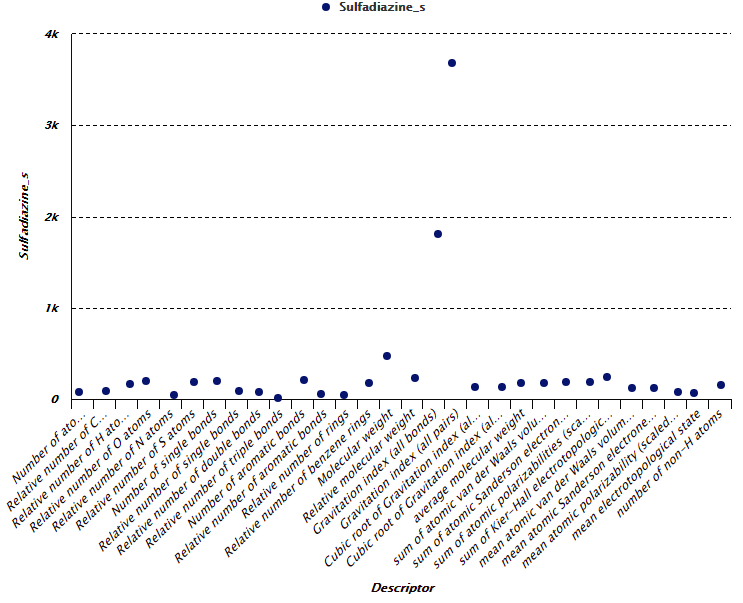 Sulfadiazine_s
4k
3k
2k
1k
0
Sulfadiazine_s
Number of ato...
Relative number of C...
Relative number of H ato...
Relative number of O atoms
Relative number of N atoms
Relative number of S atoms
Number of single bonds
Relative number of single bonds
Relative number of double bonds
Relative number of triple bonds
Number of aromatic bonds
Relative number of aromatic bonds
Relative number of rings
Relative number of benzene rings
Molecular weight
Relative molecular weight
Gravitation index (all bonds)
Gravitation index (all pairs)
Cubic root of Gravitation index (al...
Cubic root of Gravitation index (al...
average molecular weight
sum of atomic van der Waals volu...
sum of atomic Sanderson electron...
sum of atomic polarizabilities (sca...
sum of Kier-Hall electrotopologic...
mean atomic van der Waals volum...
mean atomic Sanderson electrone...
mean atomic polarizability (scaled...
mean electrotopological state
number of non-H atoms
Descriptor